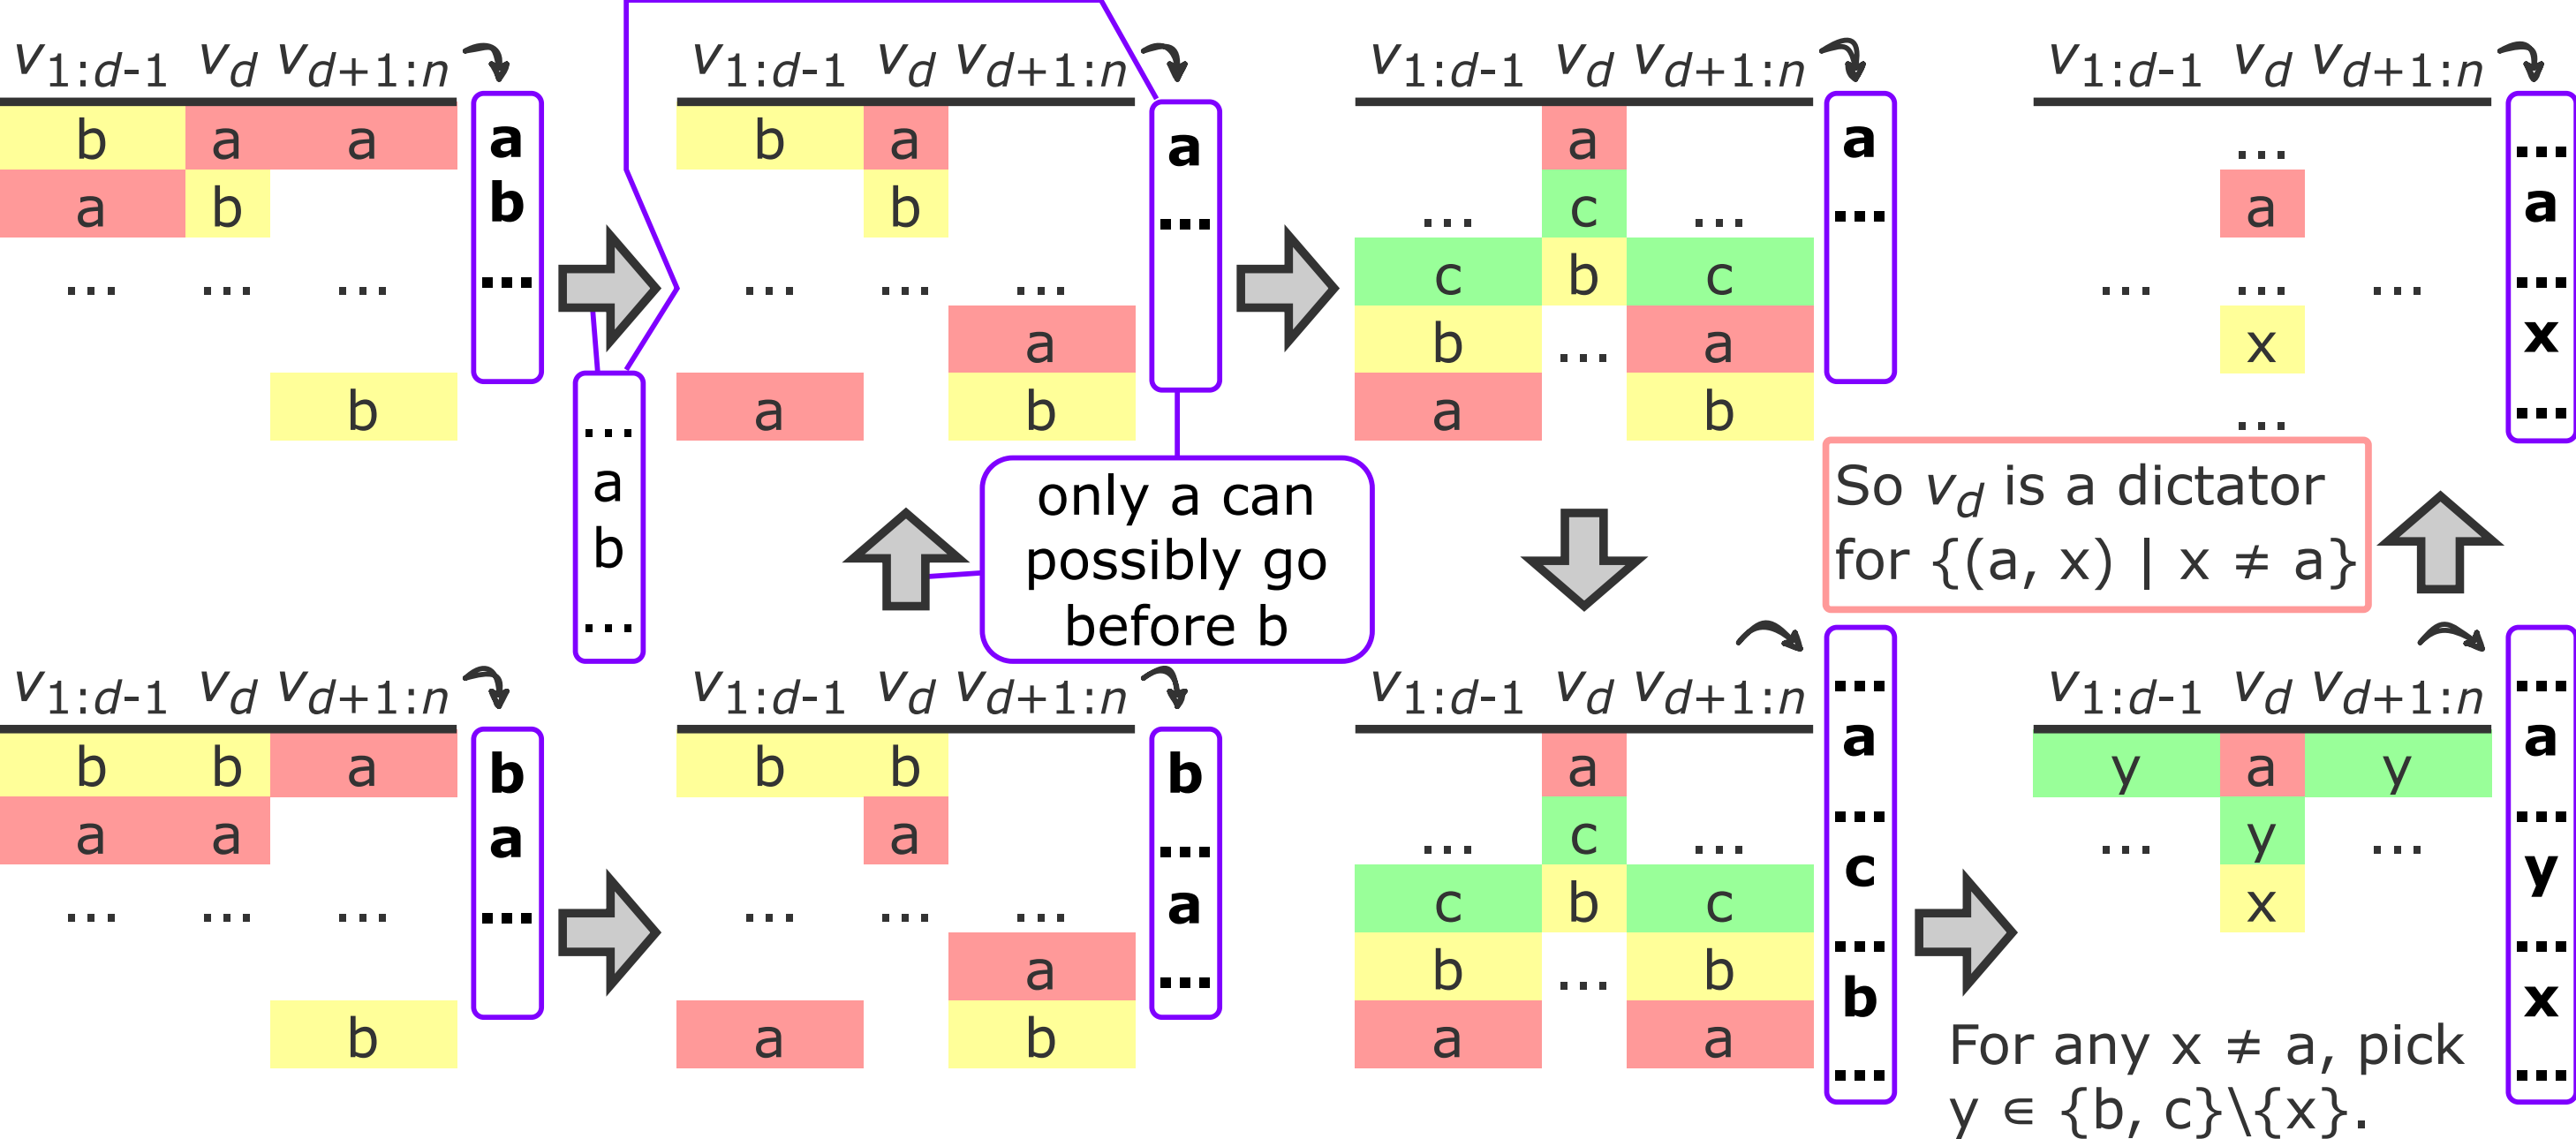 v1:d-1 vd vd+1:n
b a a a
a b b
... ... ... ...
b
v1:d-1 vd vd+1:n
b a a
b ...
... ... ...
a
a b
v1:d-1 vd vd+1:n
a a
... c ... ...
c b c
b ... a
a b
v1:d-1 vd vd+1:n
... ...
a a
... ... ... ...
x x
... ...
...
a
b
...
only a can
possibly go
before b
So vd is a dictator
for {(a, x) | x ≠ a}
v1:d-1 vd vd+1:n
b b a b
a a a
... ... ... ...
b
v1:d-1 vd vd+1:n
b b b
a ...
... ... ... a
a ...
a b
v1:d-1 vd vd+1:n
...
a a
... c ... ...
c
c b c
...
b ... b
b
a a
...
v1:d-1 vd vd+1:n
...
y a y a
... y ... ...
y
x
...
x
...
For any x ≠ a, pick
y ∈ {b, c}\{x}.